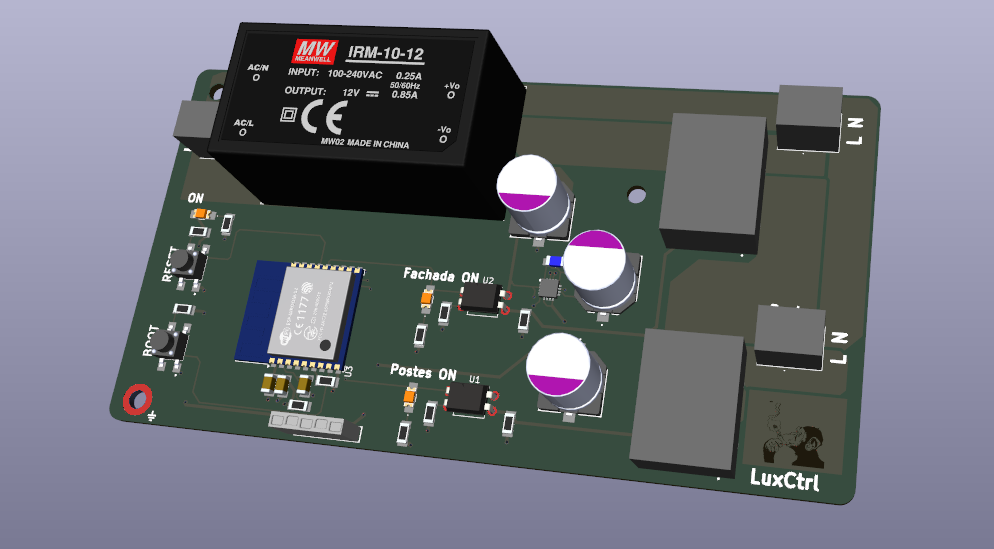 MW
MEANWELL
IRM-10-12
AC/N
INPUT: 100-240VAC 0.25A
50/60Hz
OUTPUT: 12V 0.85A
+Vo
AC/L
CE
-Vo
MW02 MADE IN CHINA
L N
ON
RESET
Fachada ON U2
CE1177
BOOT
L N
Postes ON U1
U3
LuxCtrl